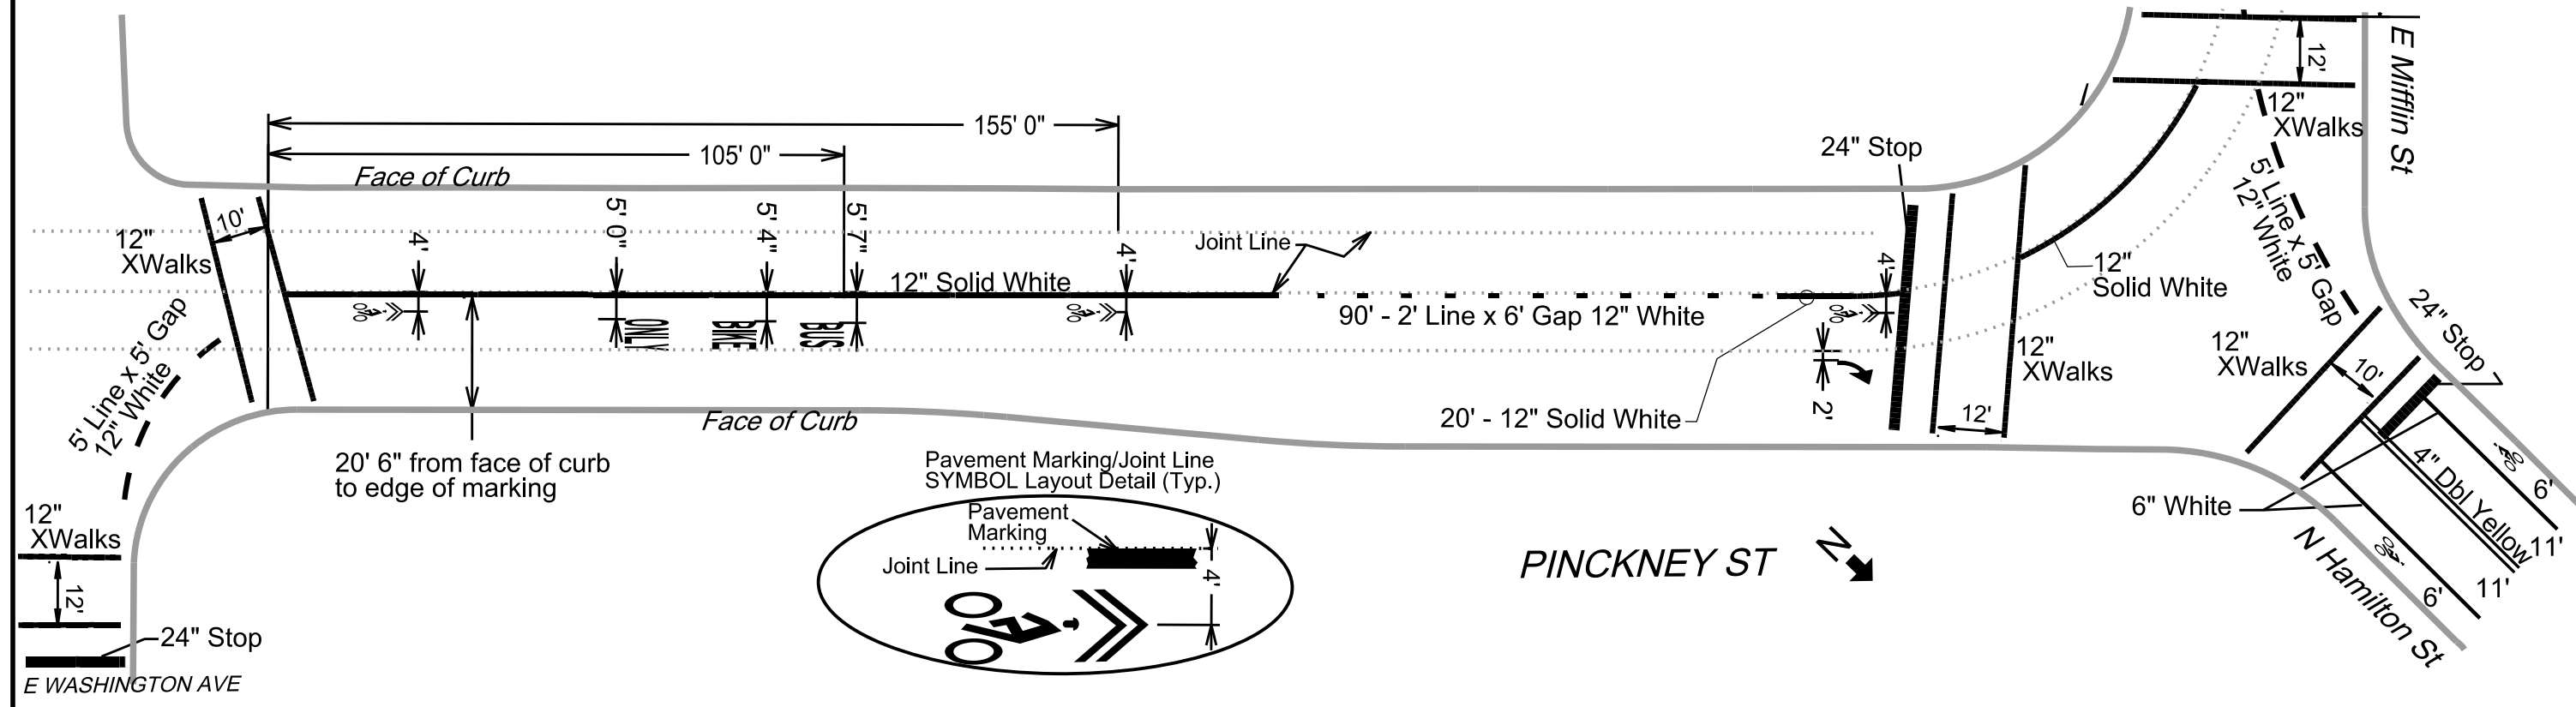 155' 0"
105' 0"
Face of Curb
12"
XWalks
10'
4'
5' 0"
5' 4"
5' 7"
4'
Joint Line
12" Solid White
ONLY
BIKE
BUS
90' - 2' Line x 6' Gap 12" White
24" Stop
4'
2'
20' - 12" Solid White
12'
12"
XWalks
12"
Solid White
12'
12"
XWalks
E Mifflin St
5' Line x 5' Gap
12" White
12"
XWalks
10'
24" Stop
6" White
4" Dbl Yellow
6'
11'
11'
6'
N Hamilton St
5' Line x 5' Gap
12" White
Face of Curb
20' 6" from face of curb
to edge of marking
12"
XWalks
12'
24" Stop
E WASHINGTON AVE
Pavement Marking/Joint Line
SYMBOL Layout Detail (Typ.)
Pavement
Marking
Joint Line
4'
PINCKNEY ST
N